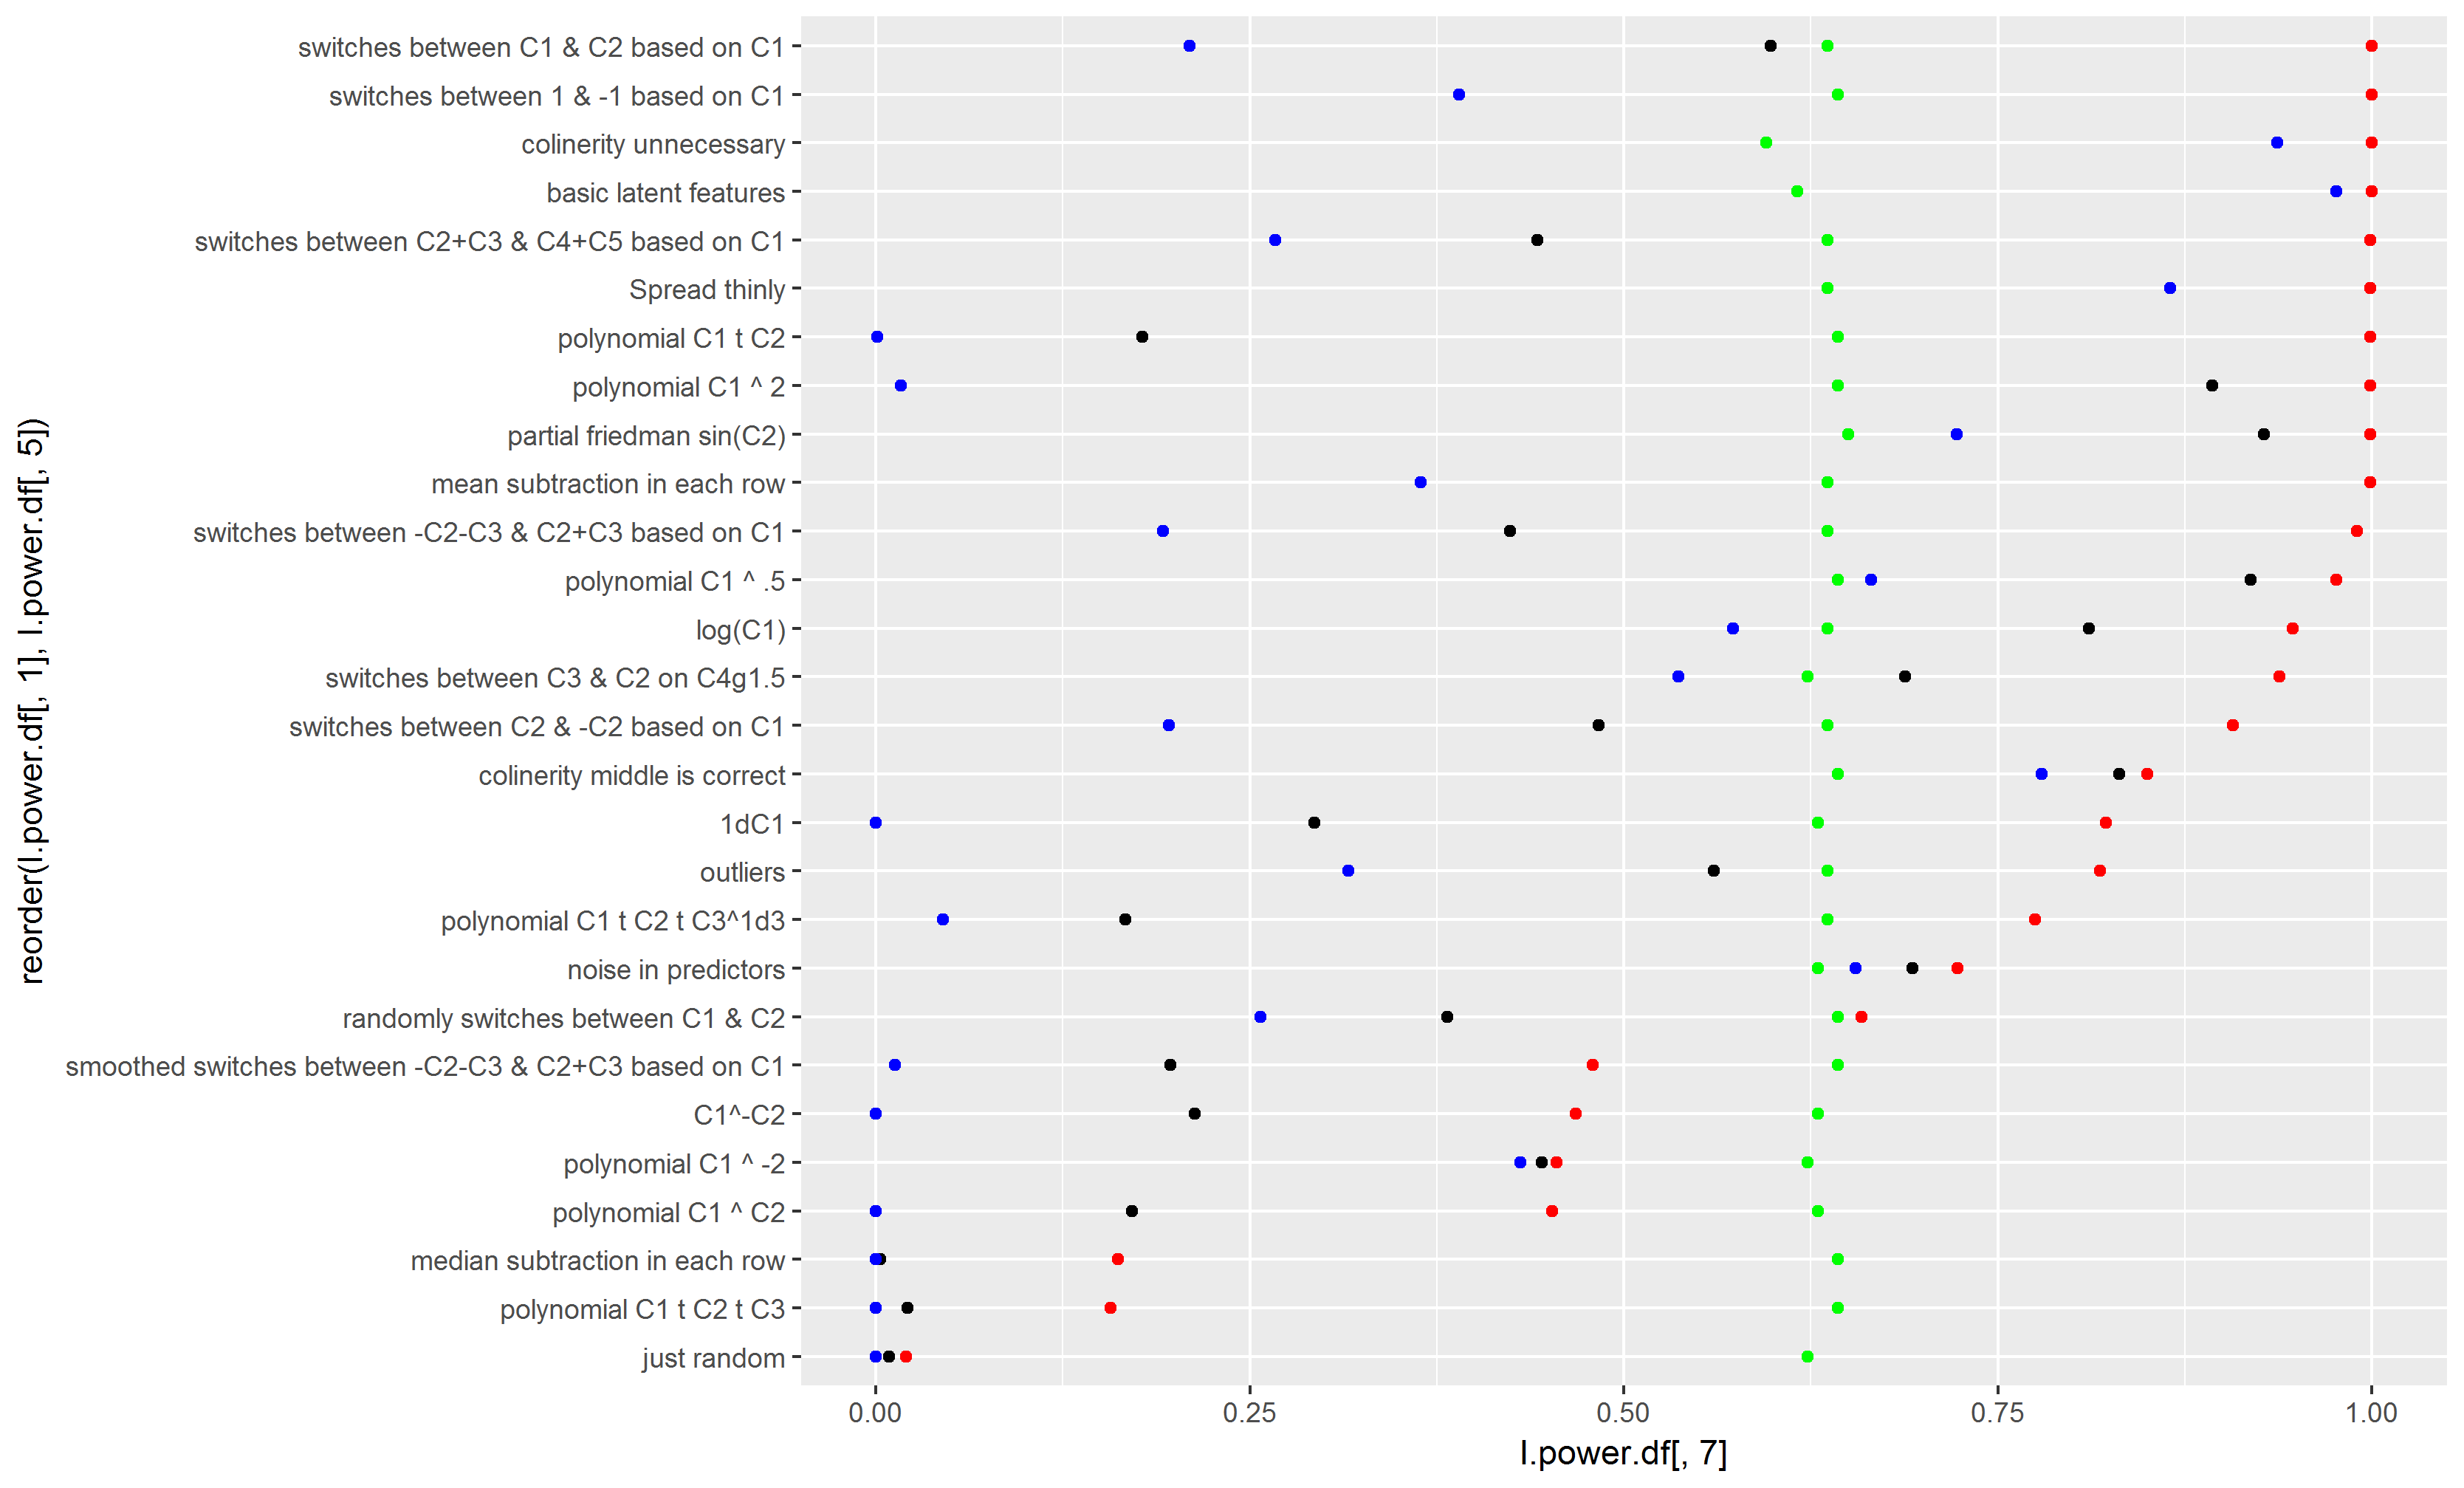 switches between C1 & C2 based on C1
switches between 1 & -1 based on C1
colinerity unnecessary
basic latent features
switches between C2+C3 & C4+C5 based on C1
Spread thinly
polynomial C1 t C2
polynomial C1 ^ 2
partial friedman sin(C2)
mean subtraction in each row
switches between -C2-C3 & C2+C3 based on C1
polynomial C1 ^ .5
log(C1)
switches between C3 & C2 on C4g1.5
switches between C2 & -C2 based on C1
colinerity middle is correct
1dC1
outliers
polynomial C1 t C2 t C3^1d3
noise in predictors
randomly switches between C1 & C2
smoothed switches between -C2-C3 & C2+C3 based on C1
C1^-C2
polynomial C1 ^ -2
polynomial C1 ^ C2
median subtraction in each row
polynomial C1 t C2 t C3
just random
reorder(l.power.df[, 1], l.power.df[, 5])
0.00 0.25 0.50 0.75 1.00
l.power.df[, 7]